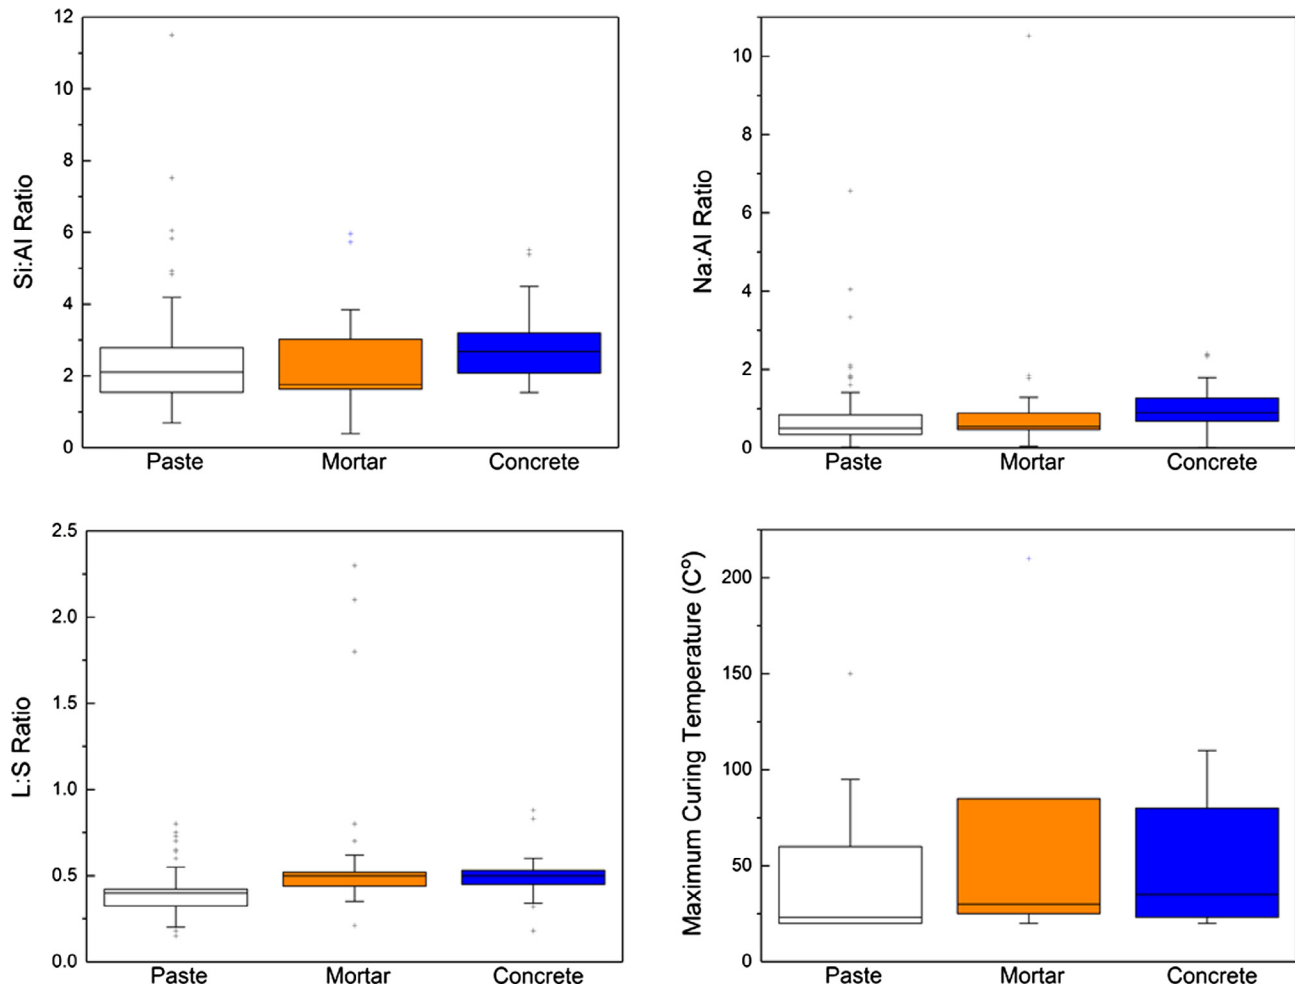 12
10
8
6
4
2
0
Si:Al Ratio
Paste
Mortar
Concrete
10
8
6
4
2
0
Na:Al Ratio
Paste
Mortar
Concrete
2.5
2.0
1.5
1.0
0.5
0.0
L:S Ratio
Paste
Mortar
Concrete
200
150
100
50
0
Maximum Curing Temperature (Cº)
Paste
Mortar
Concrete